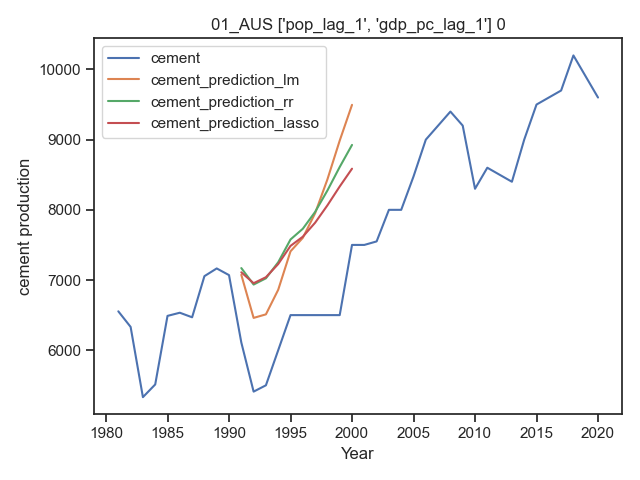 01_AUS ['pop_lag_1', 'gdp_pc_lag_1'] 0
cement
cement_prediction_lm
cement_prediction_rr
cement_prediction_lasso
cement production
10000
9000
8000
7000
6000
1980 1985 1990 1995 2000 2005 2010 2015 2020
Year